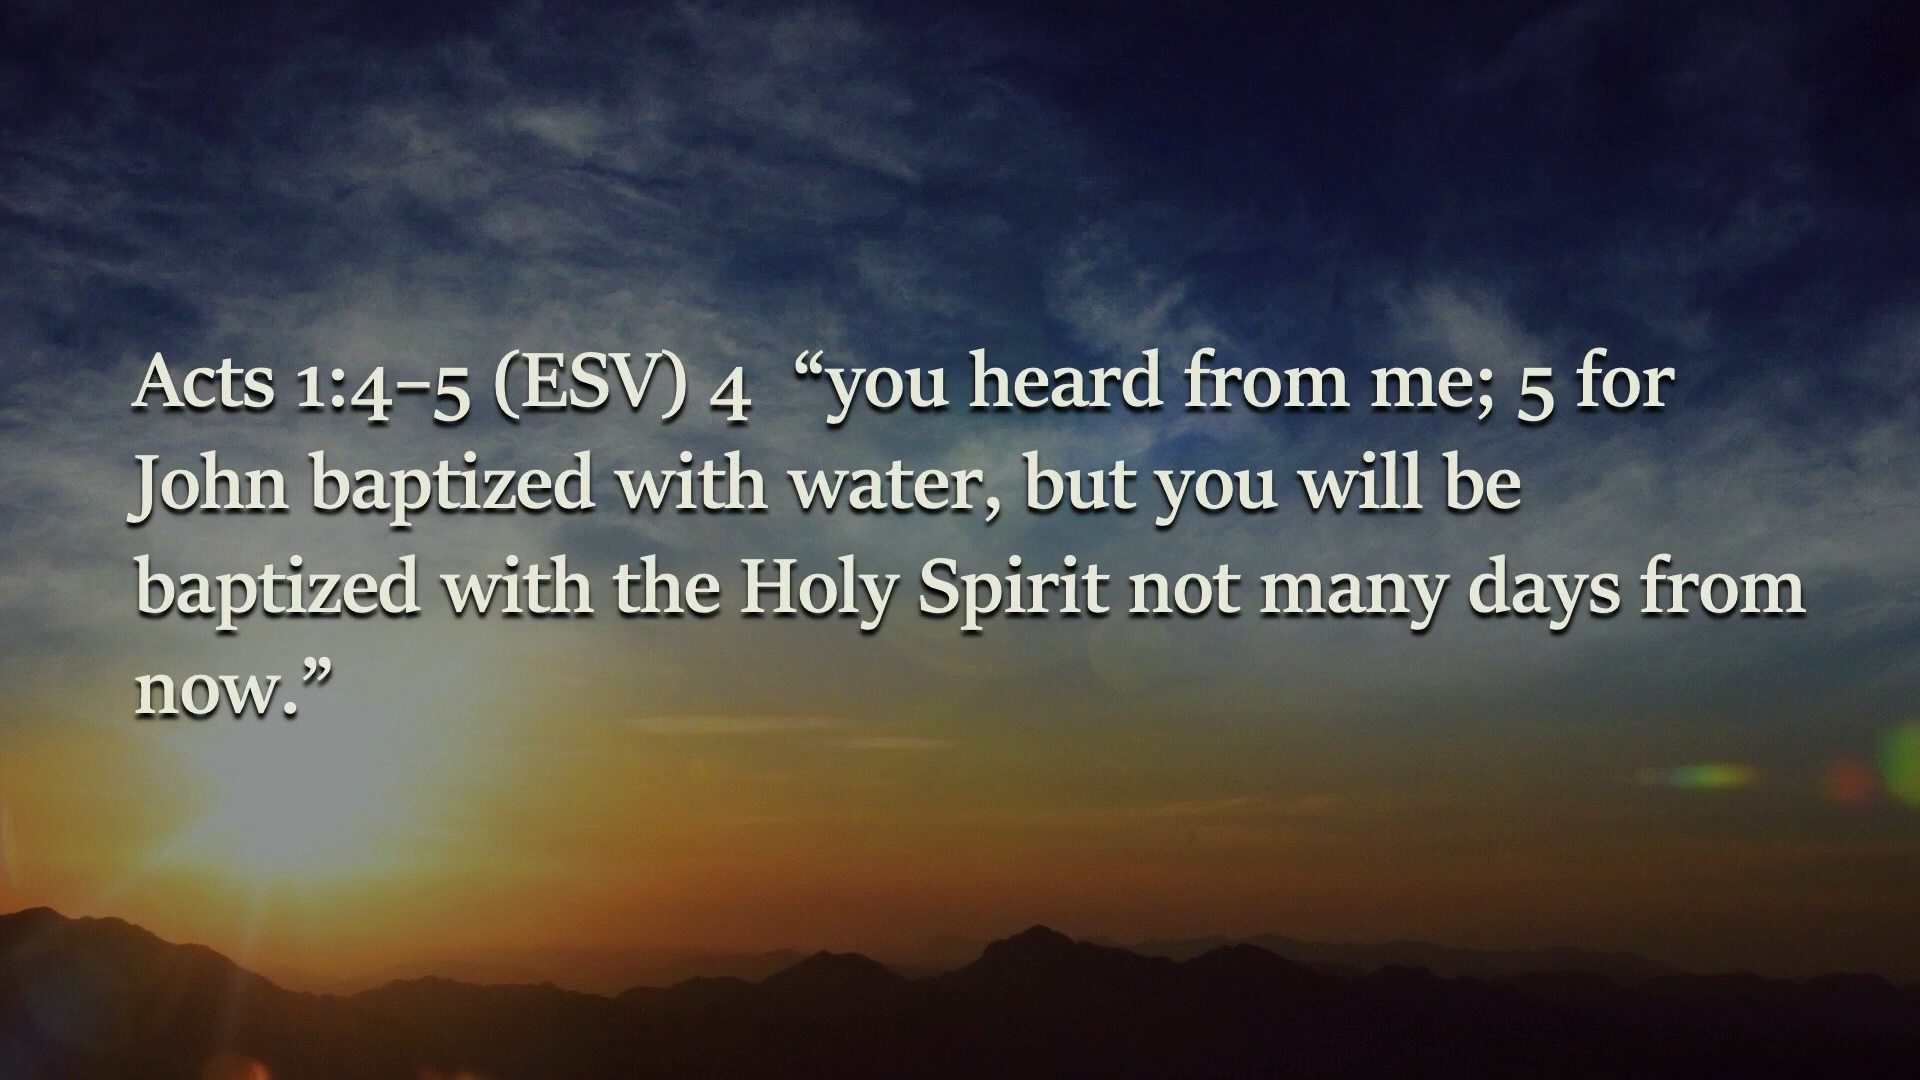 Acts 1:4–5 (ESV) 4 “you heard from me; 5 for
John baptized with water, but you will be
baptized with the Holy Spirit not many days from
now.”